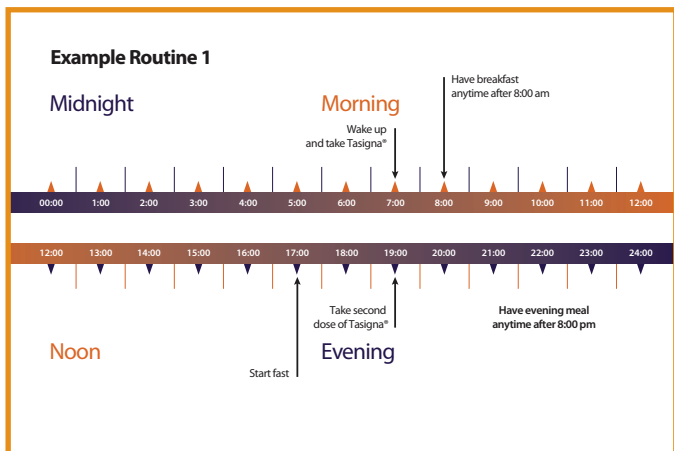 Example Routine 1
Midnight
Morning
Have breakfast
anytime after 8:00 am
Wake up
and take Tasigna®
00:00 1:00 2:00 3:00 4:00 5:00 6:00 7:00 8:00 9:00 10:00 11:00 12:00
12:00 13:00 14:00 15:00 16:00 17:00 18:00 19:00 20:00 21:00 22:00 23:00 24:00
Take second
dose of Tasigna®
Have evening meal
anytime after 8:00 pm
Noon
Evening
Start fast